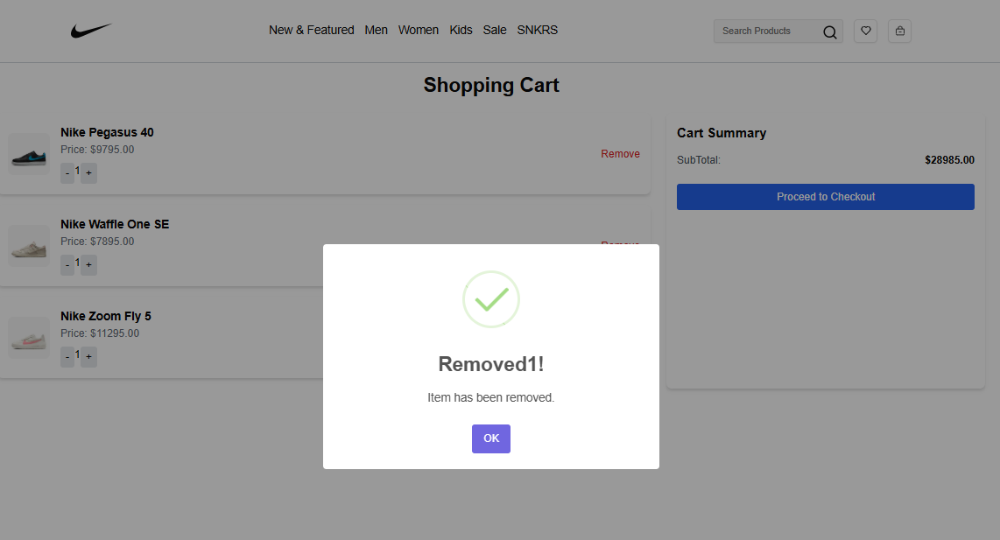 New & Featured Men Women Kids Sale SNKRS
Search Products
Shopping Cart
Nike Pegasus 40
Price: $9795.00
- 1 +
Remove
Nike Waffle One SE
Price: $7895.00
- 1 +
Remove
Nike Zoom Fly 5
Price: $11295.00
- 1 +
Cart Summary
SubTotal: $28985.00
Proceed to Checkout
Removed1!
Item has been removed.
OK